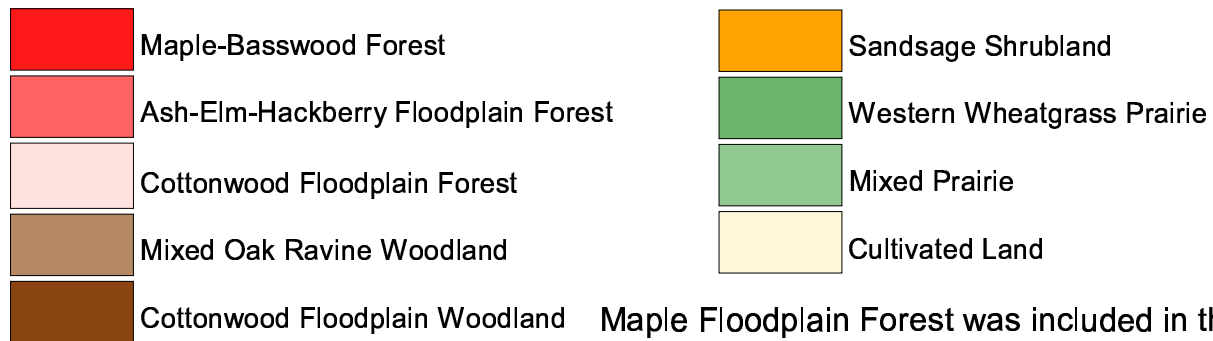 Maple-Basswood Forest
Ash-Elm-Hackberry Floodplain Forest
Cottonwood Floodplain Forest
Mixed Oak Ravine Woodland
Cottonwood Floodplain Woodland
Sandsage Shrubland
Western Wheatgrass Prairie
Mixed Prairie
Cultivated Land
Maple Floodplain Forest was included in